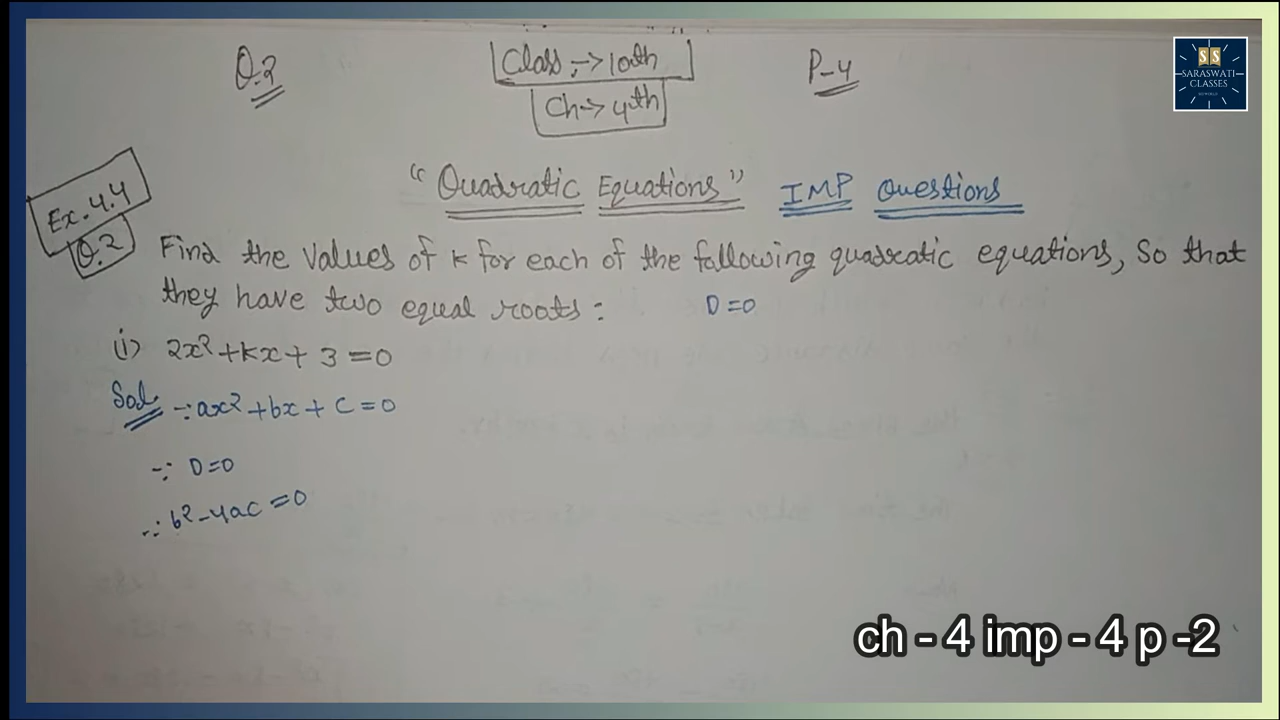 Q.2 Class :-> 10th P-4
Ch-> 4th
SS
SARASWATI
CLASSES
Ex. 4.4
"Quadratic Equations" IMP Questions
Q.2 Find the values of k for each of the following quadratic equations, So that
they have two equal roots: D=0
(i) 2x²+kx+3=0
Sol. ∵ax²+bx+c=0
∵ D=0
∵ b²-4ac=0
ch - 4 imp - 4 p -2